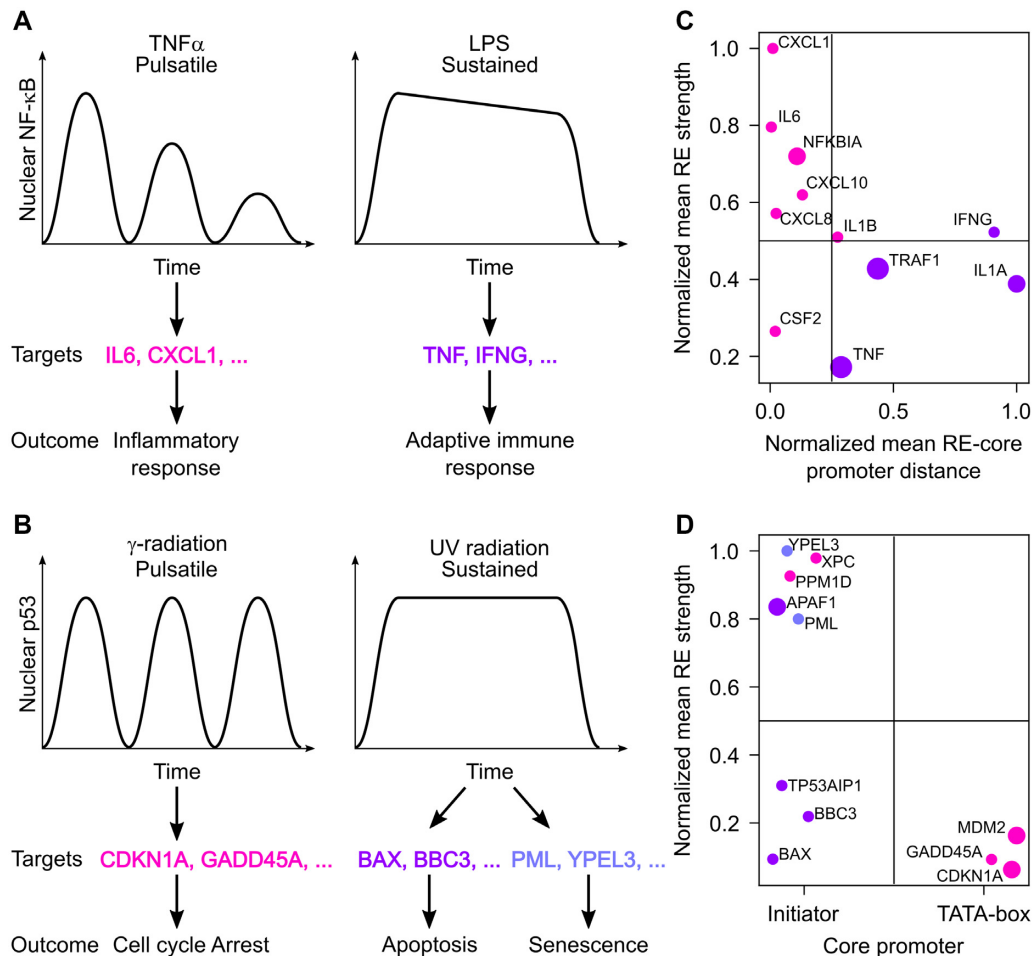 A
TNFα
Pulsatile
LPS
Sustained
Nuclear NF-κB
Time
Time
Targets
IL6, CXCL1, ...
TNF, IFNG, ...
Outcome
Inflammatory
response
Adaptive immune
response
C
Normalized mean RE strength
1.0
0.8
0.6
0.4
0.2
CXCL1
IL6
NFKBIA
CXCL10
CXCL8
IL1B
IFNG
TRAF1
IL1A
CSF2
TNF
0.0
0.5
1.0
Normalized mean RE-core
promoter distance
B
γ-radiation
Pulsatile
UV radiation
Sustained
Nuclear p53
Time
Time
Targets
CDKN1A, GADD45A, ...
BAX, BBC3, ...
PML, YPEL3, ...
Outcome
Cell cycle Arrest
Apoptosis
Senescence
D
Normalized mean RE strength
1.0
0.8
0.6
0.4
0.2
YPEL3
XPC
PPM1D
APAF1
PML
TP53AIP1
BBC3
BAX
MDM2
GADD45A
CDKN1A
Initiator
TATA-box
Core promoter